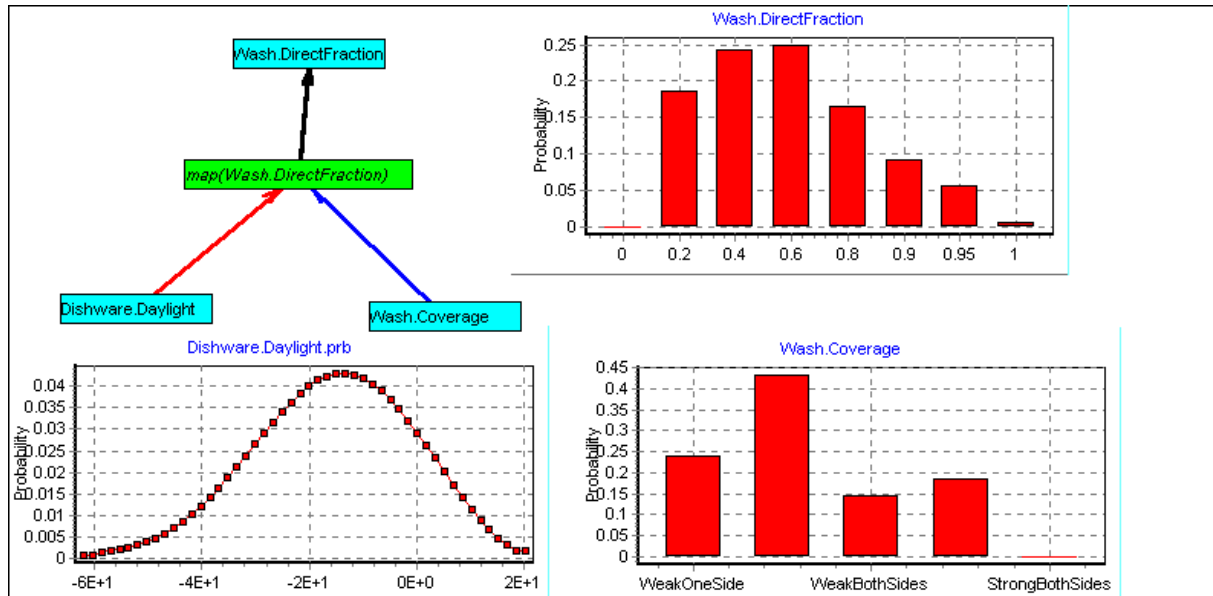 Wash.DirectFraction
map(Wash.DirectFraction)
Dishware.Daylight
Wash.Coverage
Wash.DirectFraction
Probability
0.25
0.2
0.15
0.1
0.05
0
0 0.2 0.4 0.6 0.8 0.9 0.95 1
Dishware.Daylight.prb
Probability
0.04
0.035
0.03
0.025
0.02
0.015
0.01
0.005
0
-6E+1 -4E+1 -2E+1 0E+0 2E+1
Wash.Coverage
Probability
0.45
0.4
0.35
0.3
0.25
0.2
0.15
0.1
0.05
0
WeakOneSide WeakBothSides StrongBothSides